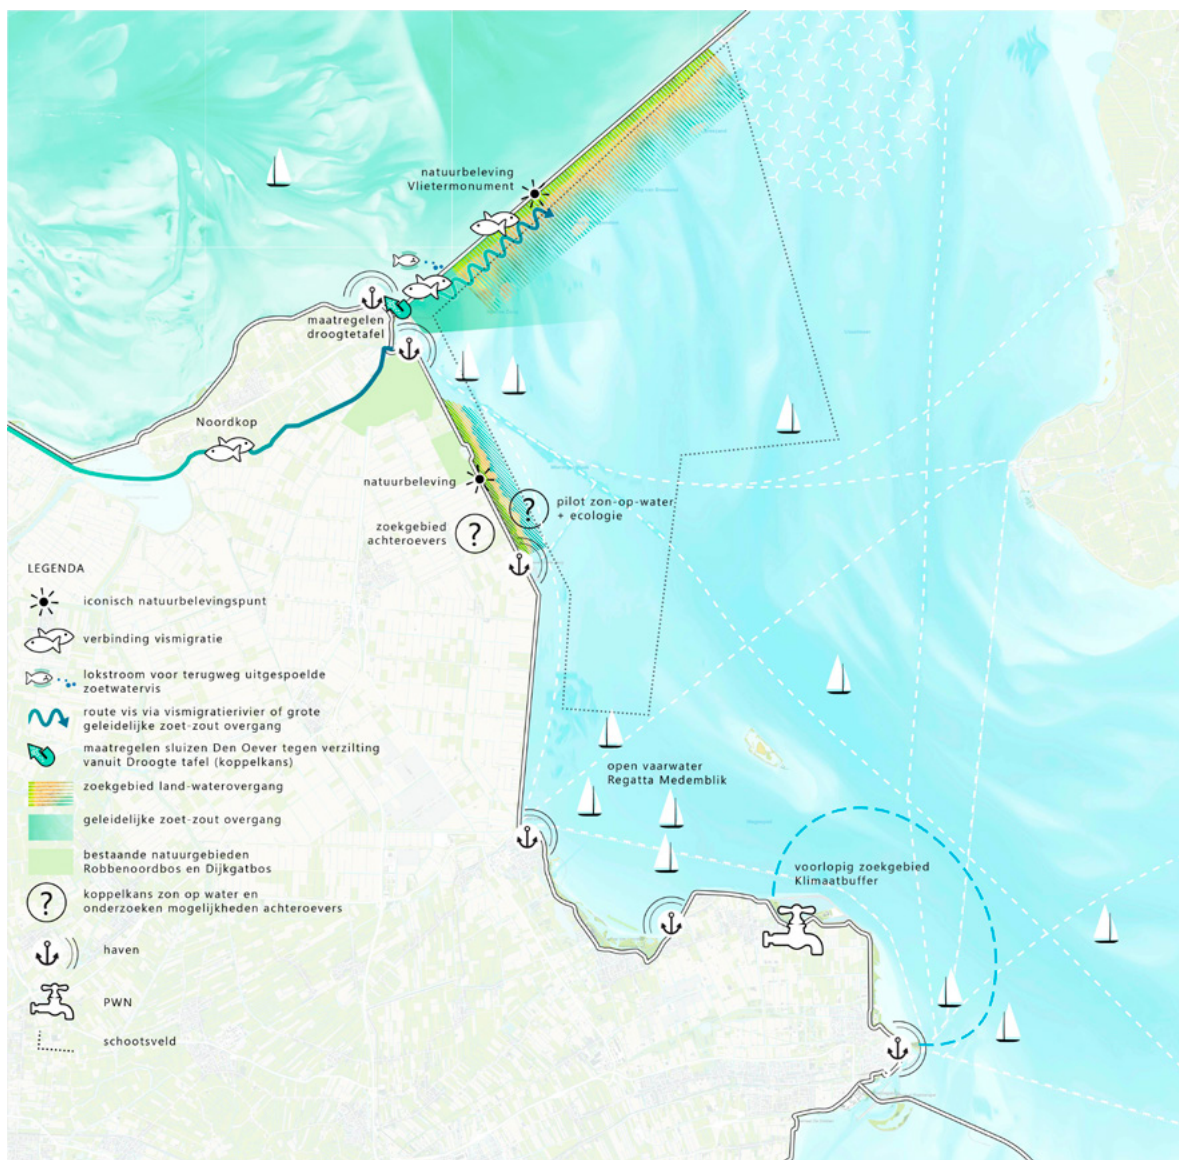 natuurbeleving
Vlietermonument
maatregelen
droogtetafel
Noordkop
natuurbeleving
pilot zon-op-water
+ ecologie
zoekgebied
achteroevers
LEGENDA
iconisch natuurbelevingspunt
verbinding vismigratie
lokstroom voor terugweg uitgespoelde
zoetwatervis
route vis via vismigratierivier of grote
geleidelijke zoet-zout overgang
maatregelen sluizen Den Oever tegen verzilting
vanuit Droogte tafel (koppelkans)
zoekgebied land-waterovergang
geleidelijke zoet-zout overgang
bestaande natuurgebieden
Robbenoordbos en Dijkgatbos
koppelkans zon op water en
onderzoeken mogelijkheden achteroevers
haven
PWN
schootsveld
open vaarwater
Regatta Medemblik
voorlopig zoekgebied
Klimaatbuffer
?
?
?